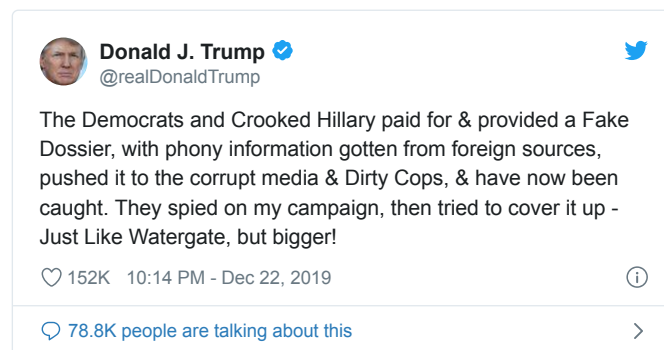 Donald J. Trump
@realDonaldTrump
The Democrats and Crooked Hillary paid for & provided a Fake
Dossier, with phony information gotten from foreign sources,
pushed it to the corrupt media & Dirty Cops, & have now been
caught. They spied on my campaign, then tried to cover it up -
Just Like Watergate, but bigger!
152K 10:14 PM - Dec 22, 2019
78.8K people are talking about this